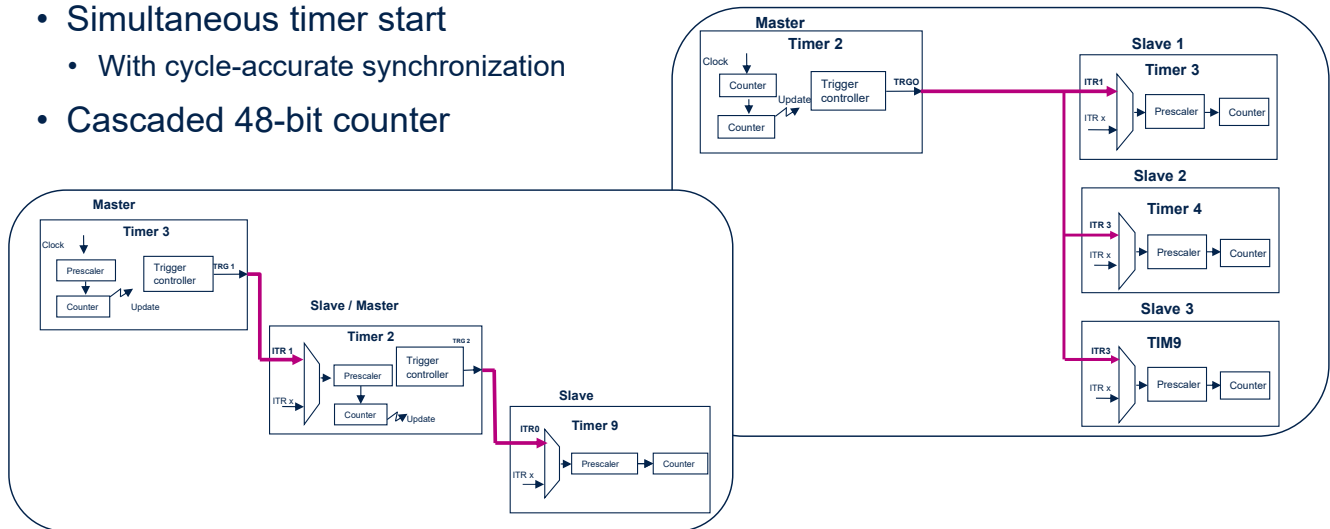 • Simultaneous timer start
• With cycle-accurate synchronization
• Cascaded 48-bit counter
Master
Timer 2
Clock
Counter
Update
Counter
Trigger
controller
TRGO
Slave 1
Timer 3
ITR1
ITR x
Prescaler
Counter
Slave 2
Timer 4
ITR 3
ITR x
Prescaler
Counter
Slave 3
TIM9
ITR3
ITR x
Prescaler
Counter
Master
Timer 3
Clock
Prescaler
Counter
Update
Trigger
controller
TRG 1
Slave / Master
Timer 2
ITR 1
ITR x
Prescaler
Counter
Update
Trigger
controller
TRG 2
Slave
Timer 9
ITR0
ITR x
Prescaler
Counter